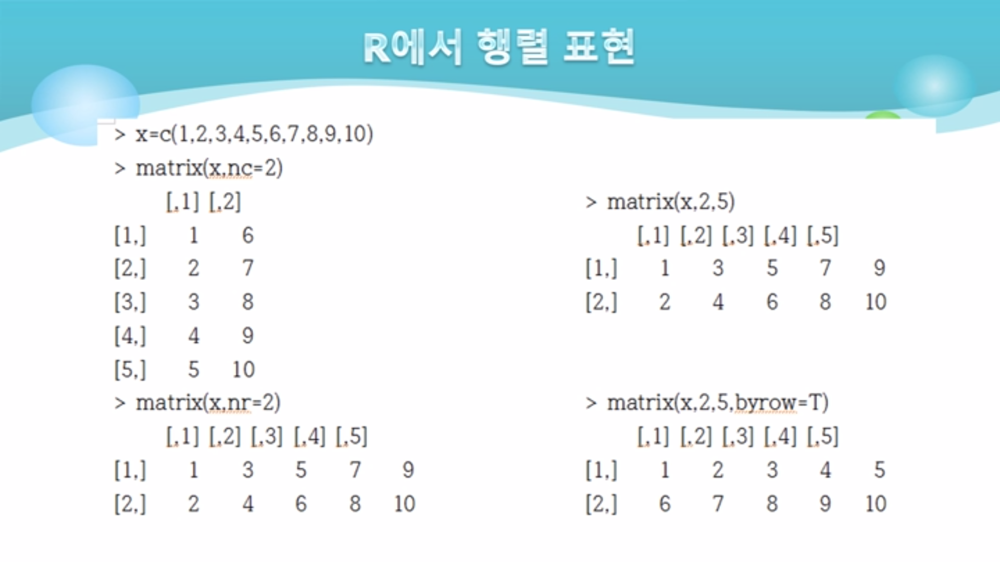 R에서 행렬 표현
> x=c(1,2,3,4,5,6,7,8,9,10)
> matrix(x,nc=2)
[,1] [,2]
[1,] 1 6
[2,] 2 7
[3,] 3 8
[4,] 4 9
[5,] 5 10
> matrix(x,nr=2)
[,1] [,2] [,3] [,4] [,5]
[1,] 1 3 5 7 9
[2,] 2 4 6 8 10
> matrix(x,2,5)
[,1] [,2] [,3] [,4] [,5]
[1,] 1 3 5 7 9
[2,] 2 4 6 8 10
> matrix(x,2,5,byrow=T)
[,1] [,2] [,3] [,4] [,5]
[1,] 1 2 3 4 5
[2,] 6 7 8 9 10